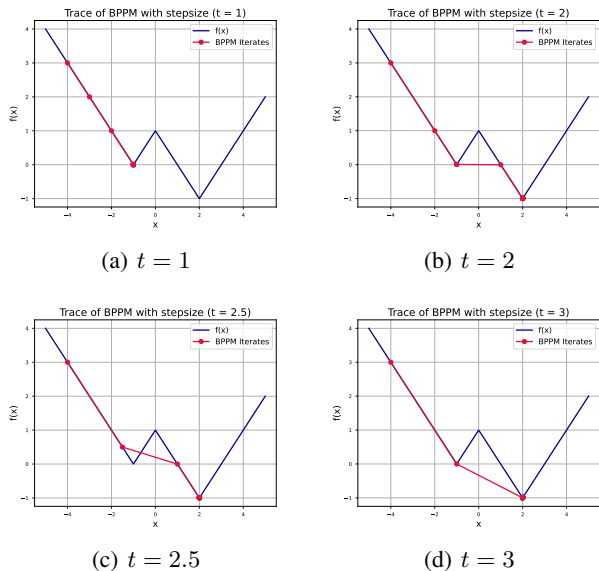 Trace of BPPM with stepsize (t = 1)
f(x)
BPPM Iterates
4
3
2
1
0
−1
f(x)
−4
−2
0
2
4
x
(a) t = 1
Trace of BPPM with stepsize (t = 2)
f(x)
BPPM Iterates
4
3
2
1
0
−1
f(x)
−4
−2
0
2
4
x
(b) t = 2
Trace of BPPM with stepsize (t = 2.5)
f(x)
BPPM Iterates
4
3
2
1
0
−1
f(x)
−4
−2
0
2
4
x
(c) t = 2.5
Trace of BPPM with stepsize (t = 3)
f(x)
BPPM Iterates
4
3
2
1
0
−1
f(x)
−4
−2
0
2
4
x
(d) t = 3